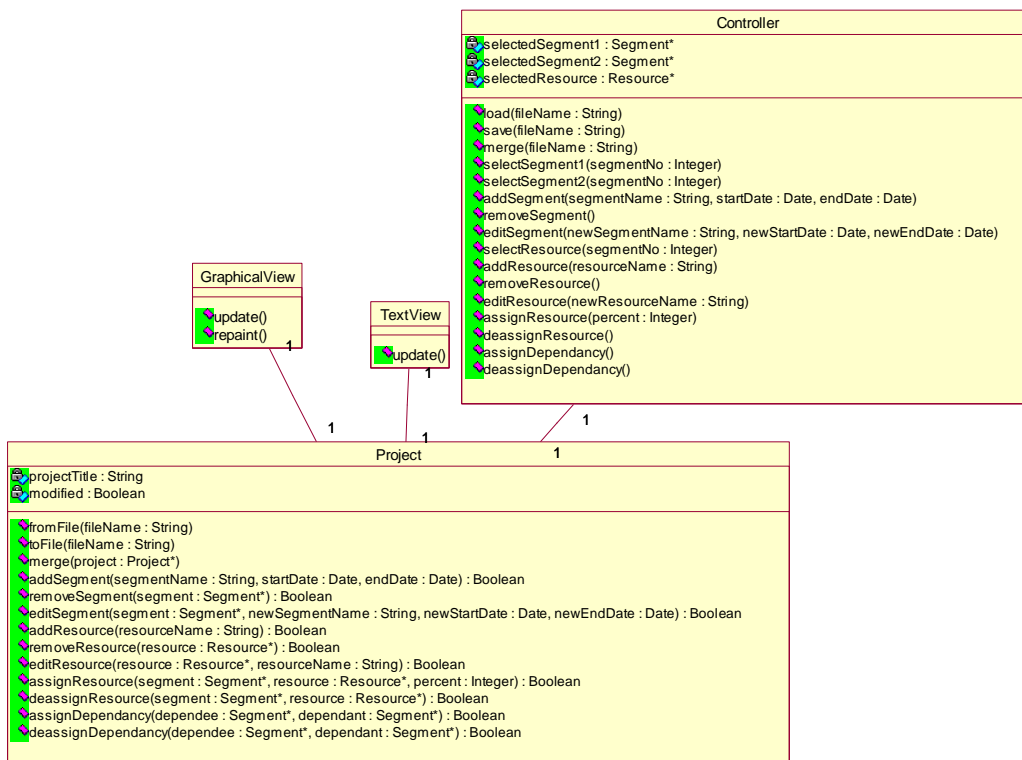 Controller
selectedSegment1 : Segment*
selectedSegment2 : Segment*
selectedResource : Resource*
load(fileName : String)
save(fileName : String)
merge(fileName : String)
selectSegment1(segmentNo : Integer)
selectSegment2(segmentNo : Integer)
addSegment(segmentName : String, startDate : Date, endDate : Date)
removeSegment()
editSegment(newSegmentName : String, newStartDate : Date, newEndDate : Date)
selectResource(segmentNo : Integer)
addResource(resourceName : String)
removeResource()
editResource(newResourceName : String)
assignResource(percent : Integer)
deassignResource()
assignDependancy()
deassignDependancy()
GraphicalView
update()
repaint()
1
TextView
update()
1
1
1
1
1
Project
projectTitle : String
modified : Boolean
fromFile(fileName : String)
toFile(fileName : String)
merge(project : Project*)
addSegment(segmentName : String, startDate : Date, endDate : Date) : Boolean
removeSegment(segment : Segment*) : Boolean
editSegment(segment : Segment*, newSegmentName : String, newStartDate : Date, newEndDate : Date) : Boolean
addResource(resourceName : String) : Boolean
removeResource(resource : Resource*) : Boolean
editResource(resource : Resource*, resourceName : String) : Boolean
assignResource(segment : Segment*, resource : Resource*, percent : Integer) : Boolean
deassignResource(segment : Segment*, resource : Resource*) : Boolean
assignDependancy(dependee : Segment*, dependant : Segment*) : Boolean
deassignDependancy(dependee : Segment*, dependant : Segment*) : Boolean